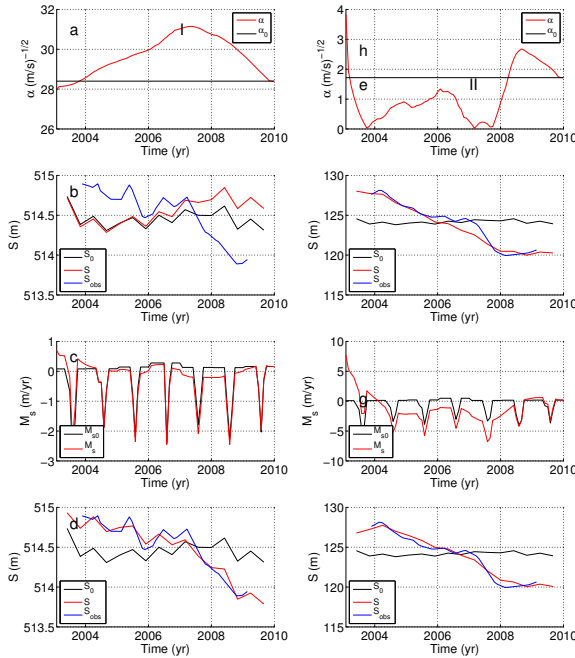 a
I
α
α0
32
30
28
26
α (m/s)^−1/2
2004 2006 2008 2010
Time (yr)
h
e
II
α
α0
4
3
2
1
0
α (m/s)^−1/2
2004 2006 2008 2010
Time (yr)
b
515
514.5
514
513.5
S (m)
S0
S
Sobs
2004 2006 2008 2010
Time (yr)
130
125
120
115
S (m)
S0
S
Sobs
2004 2006 2008 2010
Time (yr)
c
1
0
−1
−2
−3
Ms (m/yr)
Ms0
Ms
2004 2006 2008 2010
Time (yr)
g
10
5
0
−5
−10
Ms (m/yr)
Ms0
Ms
2004 2006 2008 2010
Time (yr)
d
515
514.5
514
513.5
S (m)
S0
S
Sobs
2004 2006 2008 2010
Time (yr)
130
125
120
115
S (m)
S0
S
Sobs
2004 2006 2008 2010
Time (yr)